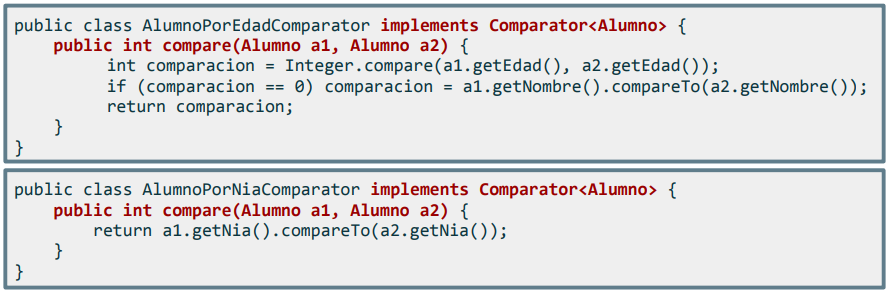 public class AlumnoPorEdadComparator implements Comparator<Alumno> {
public int compare(Alumno a1, Alumno a2) {
int comparacion = Integer.compare(a1.getEdad(), a2.getEdad());
if (comparacion == 0) comparacion = a1.getNombre().compareTo(a2.getNombre());
return comparacion;
}
}
public class AlumnoPorNiaComparator implements Comparator<Alumno> {
public int compare(Alumno a1, Alumno a2) {
return a1.getNia().compareTo(a2.getNia());
}
}